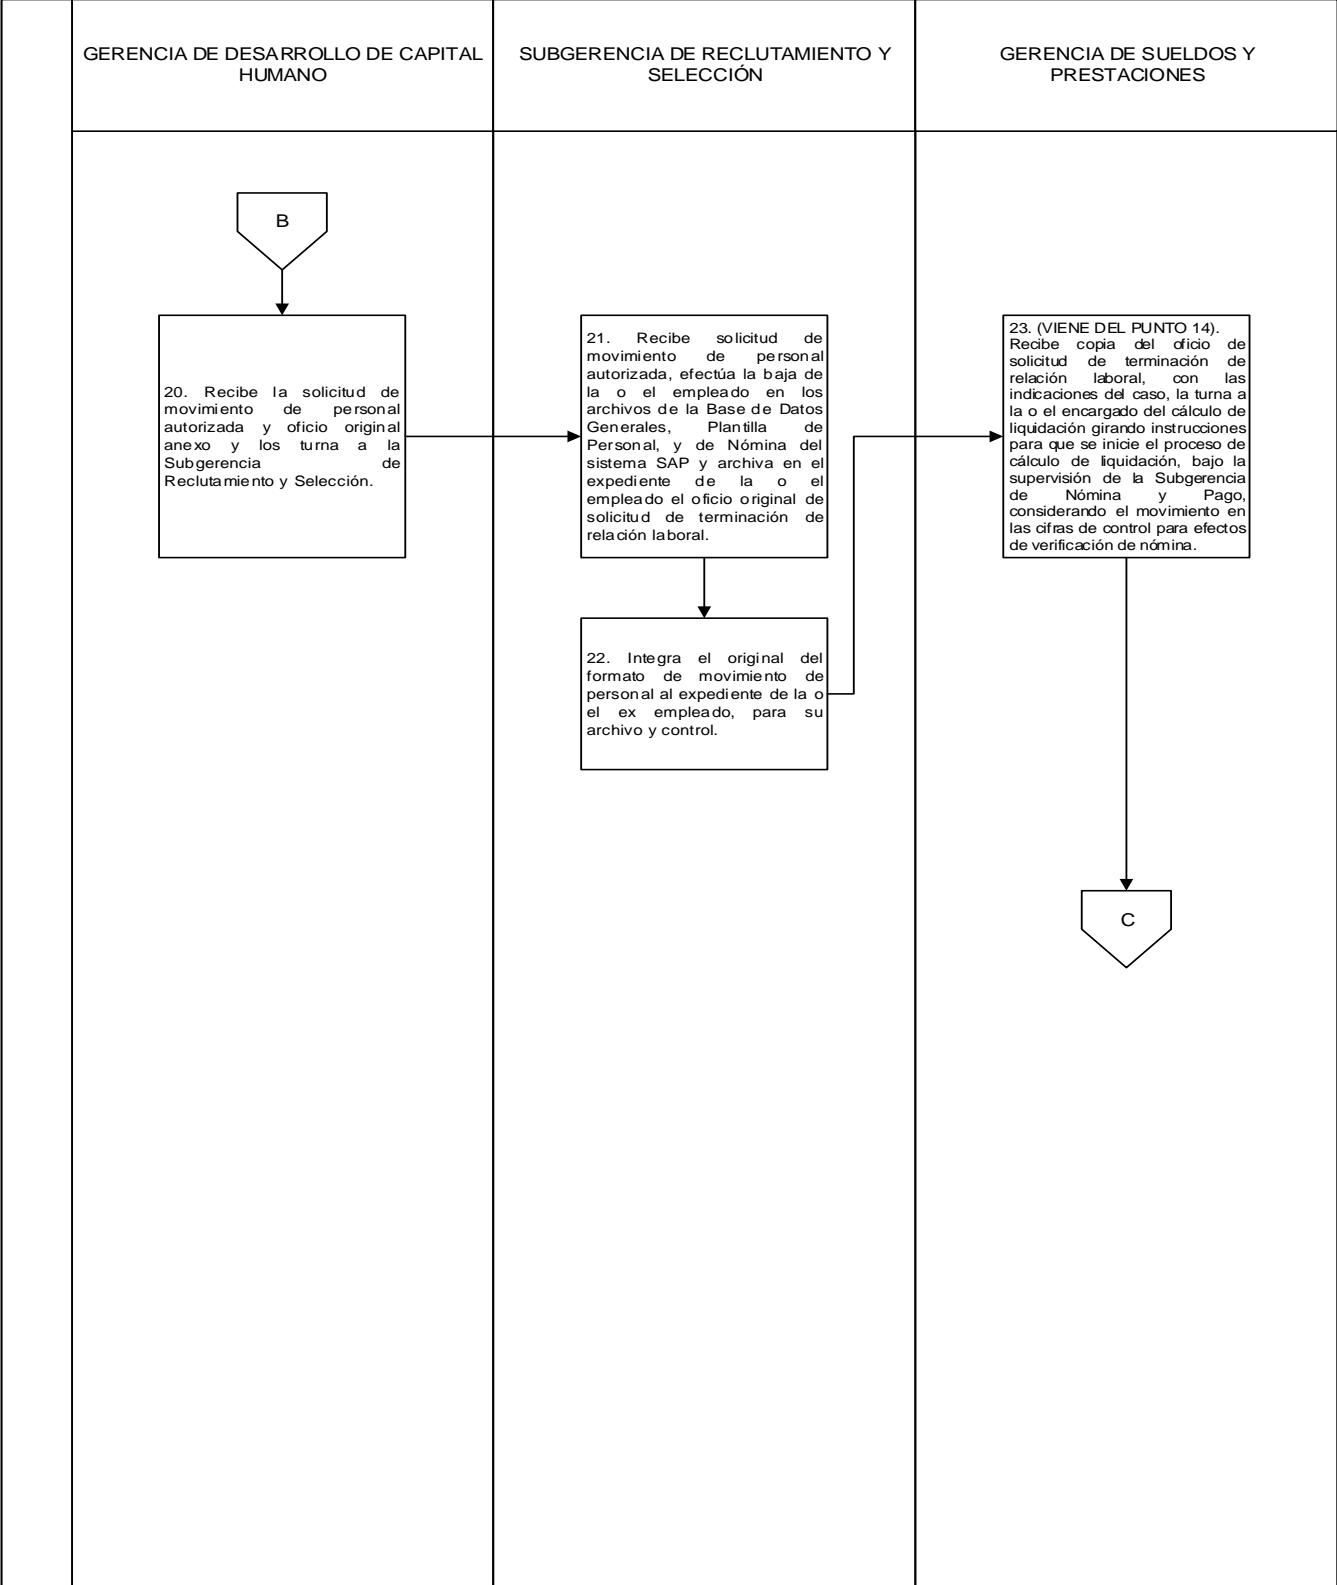 GERENCIA DE DESARROLLO DE CAPITAL
HUMANO
SUBGERENCIA DE RECLUTAMIENTO Y
SELECCIÓN
GERENCIA DE SUELDOS Y
PRESTACIONES
B
20. Recibe la solicitud de
movimiento de personal
autorizada y oficio original
anexo y los turna a la
Subgerencia de
Reclutamiento y Selección.
21. Recibe solicitud de
movimiento de personal
autorizada, efectúa la baja de
la o el empleado en los
archivos de la Base de Datos
Generales, Plantilla de
Personal, y de Nómina del
sistema SAP y archiva en el
expediente de la o el
empleado el oficio original de
solicitud de terminación de
relación laboral.
22. Integra el original del
formato de movimiento de
personal al expediente de la o
el ex empleado, para su
archivo y control.
23. (VIENE DEL PUNTO 14).
Recibe copia del oficio de
solicitud de terminación de
relación laboral, con las
indicaciones del caso, la turna a
la o el encargado del cálculo de
liquidación girando instrucciones
para que se inicie el proceso de
cálculo de liquidación, bajo la
supervisión de la Subgerencia
de Nómina y Pago,
considerando el movimiento en
las cifras de control para efectos
de verificación de nómina.
C